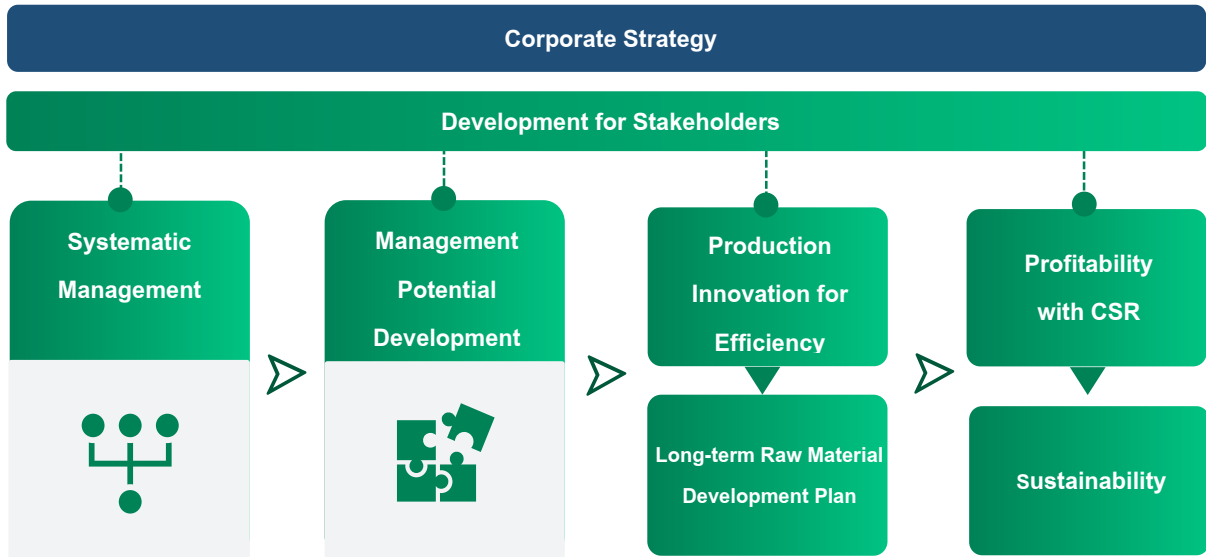 Corporate Strategy
Development for Stakeholders
Systematic
Management
Management
Potential
Development
Production
Innovation for
Efficiency
Profitability
with CSR
Long-term Raw Material
Development Plan
Sustainability